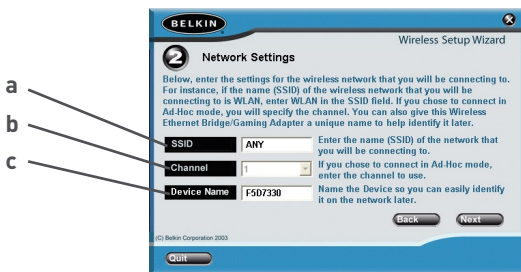 BELKIN
Wireless Setup Wizard
2 Network Settings
Below, enter the settings for the wireless network that you will be connecting to.
For instance, if the name (SSID) of the wireless network that you will be
connecting to is WLAN, enter WLAN in the SSID field. If you chose to connect in
Ad-Hoc mode, you will specify the channel. You can also give this Wireless
Ethernet Bridge/Gaming Adapter a unique name to help identify it later.
a
SSID ANY Enter the name (SSID) of the network that
you will be connecting to.
b
Channel 1 If you chose to connect in Ad-Hoc mode,
enter the channel to use.
c
Device Name F5D7330 Name the Device so you can easily identify
it on the network later.
Back Next
(C) Belkin Corporation 2003
Quit